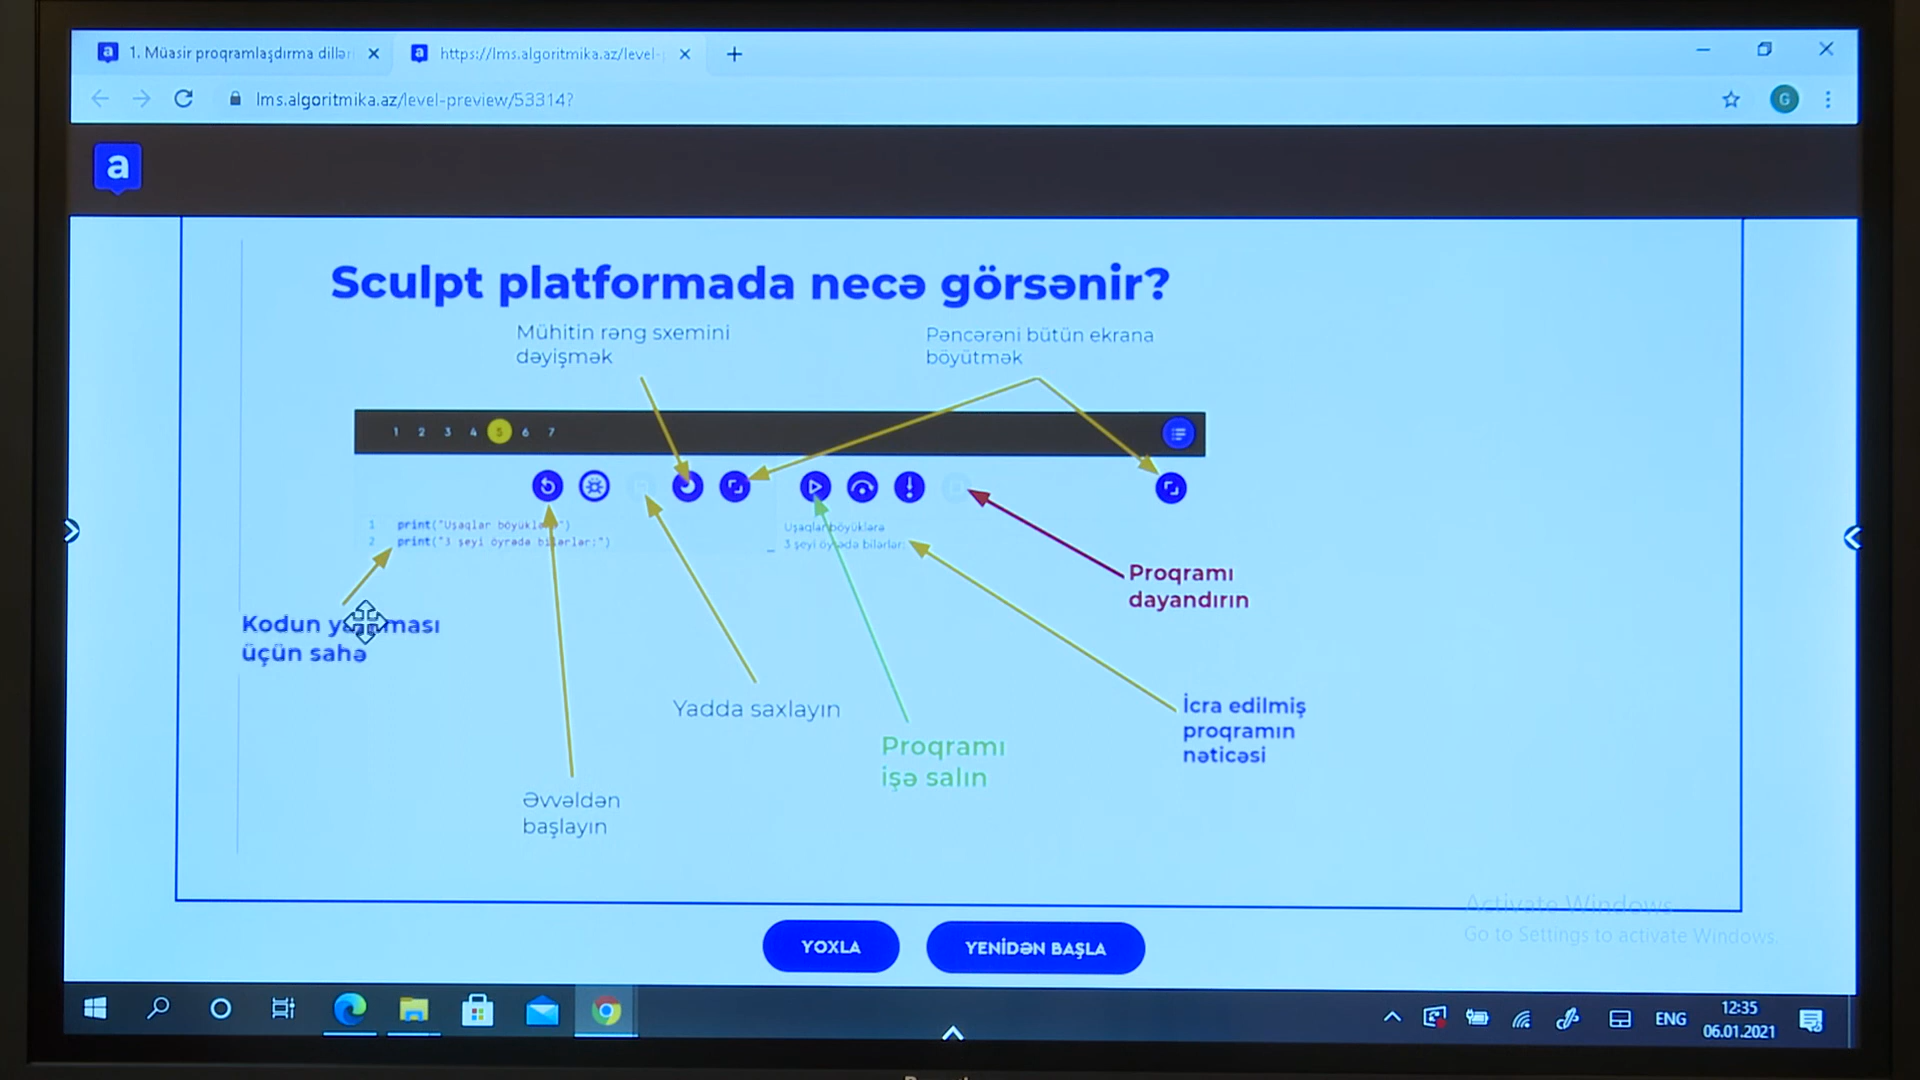 1. Müasir proqramlaşdırma dillər
https://lms.algoritmika.az/level-
lms.algoritmika.az/level-preview/53314?
G
a
Sculpt platformada necə görsənir?
Mühitin rəng sxemini
dəyişmək
Pəncərəni bütün ekrana
böyütmək
1 2 3 4 5 6 7
1 print("Uşaqlar
2 print("3 şeyi öyrədə bilərlər:")
Uşaqlar böyüklərə
3 şeyi öyrədə bilərlər:
Proqramı
dayandırın
Kodun
üçün sahə
Yadda saxlayın
Proqramı
işə salın
İcra edilmiş
proqramın
nəticəsi
Əvvəldən
başlayın
Activate Windows
Go to Settings to activate Windows.
YOXLA
YENİDƏN BAŞLA
ENG
12:35
06.01.2021